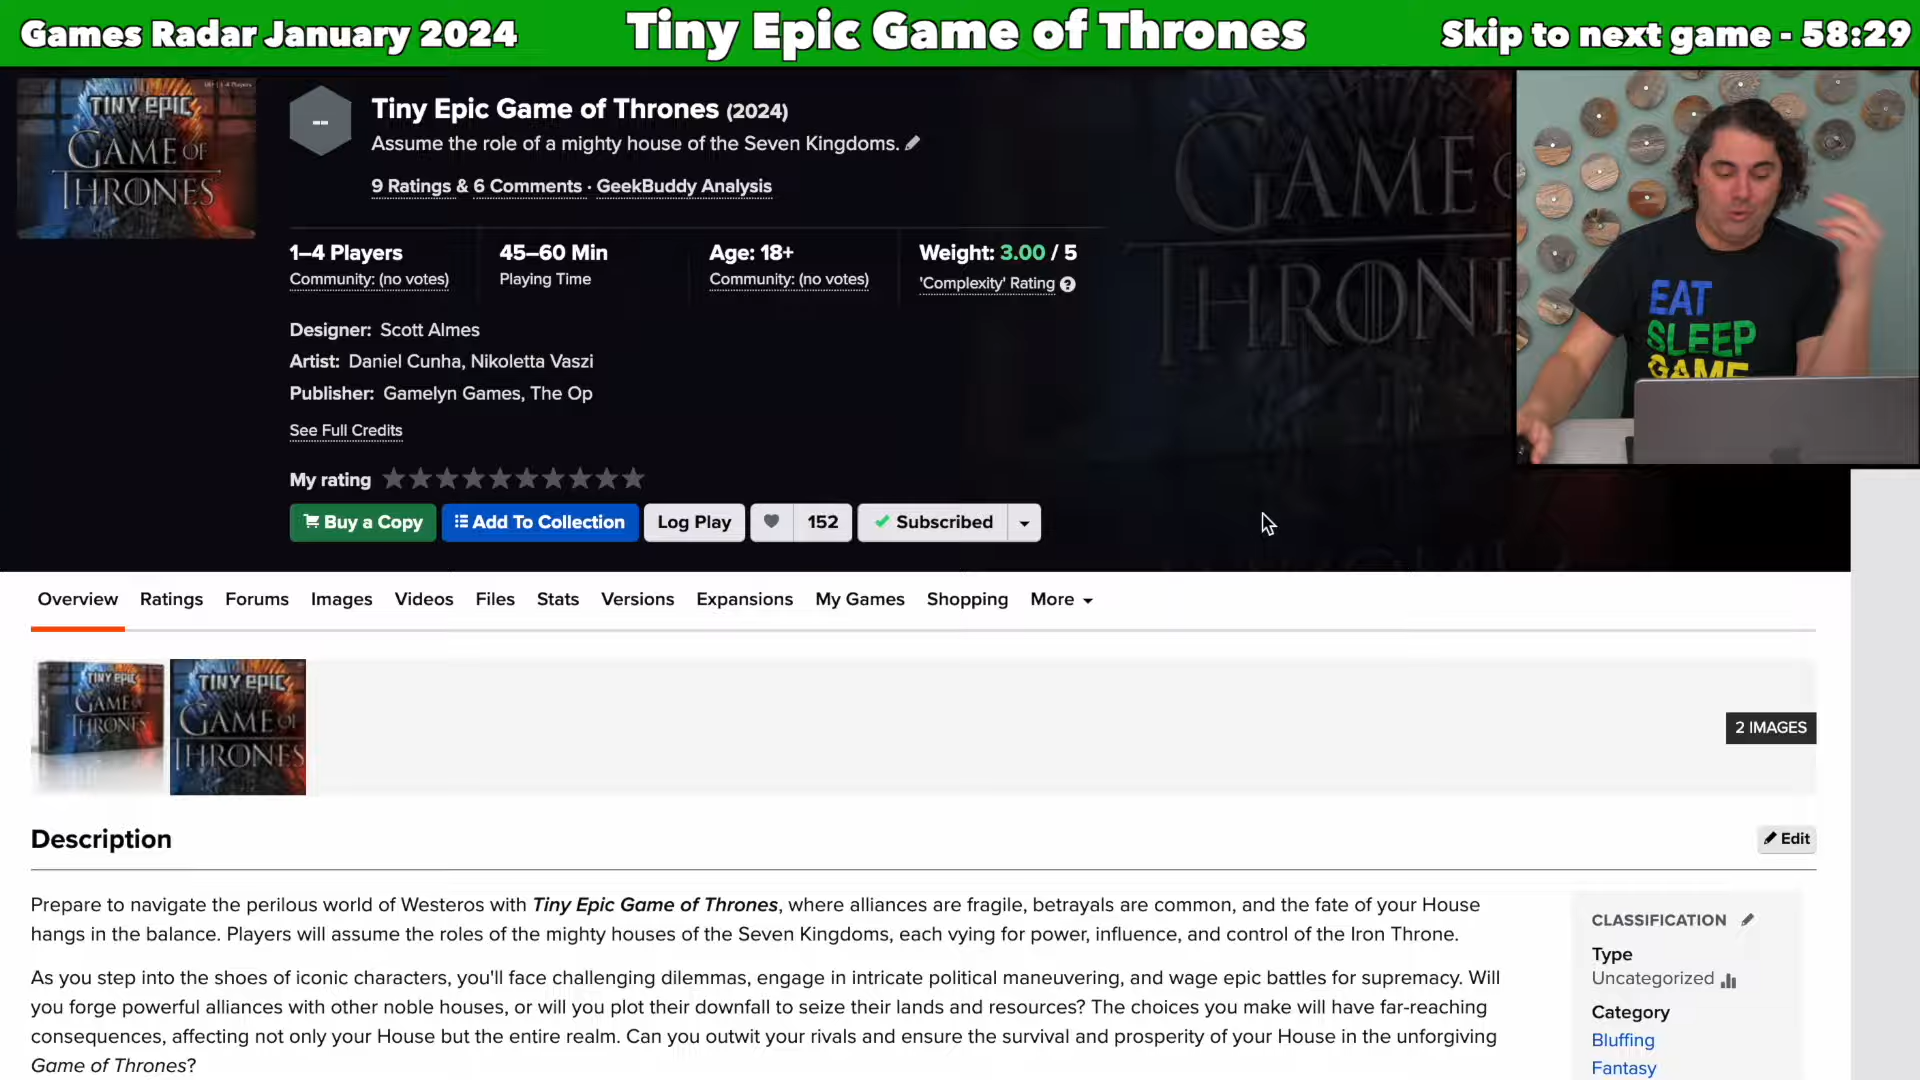 Games Radar January 2024
Tiny Epic Game of Thrones
Skip to next game - 58:29
TINY EPIC
GAME OF
THRONES
--
Tiny Epic Game of Thrones (2024)
Assume the role of a mighty house of the Seven Kingdoms.
9 Ratings & 6 Comments · GeekBuddy Analysis
1–4 Players
Community: (no votes)
45–60 Min
Playing Time
Age: 18+
Community: (no votes)
Weight: 3.00 / 5
'Complexity' Rating
Designer: Scott Almes
Artist: Daniel Cunha, Nikoletta Vaszi
Publisher: Gamelyn Games, The Op
See Full Credits
My rating
Buy a Copy
Add To Collection
Log Play
152
Subscribed
GAME
THRONE
EAT
SLEEP
GAME
Overview
Ratings
Forums
Images
Videos
Files
Stats
Versions
Expansions
My Games
Shopping
More
TINY EPIC
GAME OF
THRONES
TINY EPIC
GAME OF
THRONES
2 IMAGES
Description
Edit
Prepare to navigate the perilous world of Westeros with Tiny Epic Game of Thrones, where alliances are fragile, betrayals are common, and the fate of your House
hangs in the balance. Players will assume the roles of the mighty houses of the Seven Kingdoms, each vying for power, influence, and control of the Iron Throne.
As you step into the shoes of iconic characters, you'll face challenging dilemmas, engage in intricate political maneuvering, and wage epic battles for supremacy. Will
you forge powerful alliances with other noble houses, or will you plot their downfall to seize their lands and resources? The choices you make will have far-reaching
consequences, affecting not only your House but the entire realm. Can you outwit your rivals and ensure the survival and prosperity of your House in the unforgiving
Game of Thrones?
CLASSIFICATION
Type
Uncategorized
Category
Bluffing
Fantasy